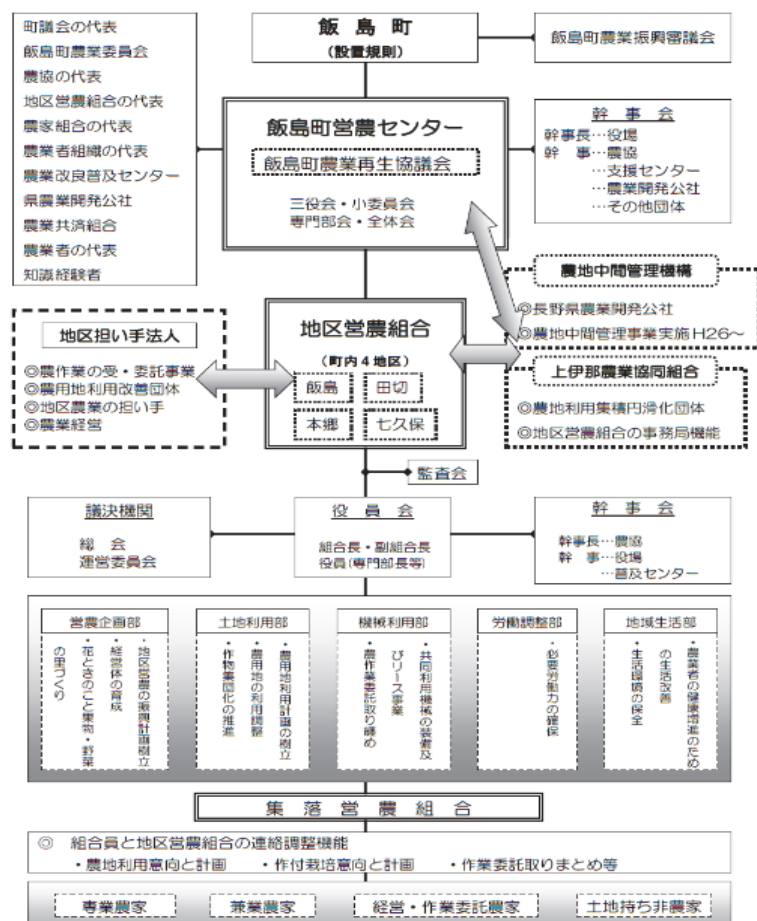 町議会の代表
飯島町農業委員会
農協の代表
地区営農組合の代表
農家組合の代表
農業者組織の代表
農業改良普及センター
県農業開発公社
農業共済組合
農業者の代表
知識経験者
飯島町
(設置規則)
飯島町農業振興審議会
飯島町営農センター
飯島町農業再生協議会
三役会・小委員会
専門部会・全体会
幹事会
幹事長…役場
幹　事…農協
…支援センター
…農業開発公社
…その他団体
農地中間管理機構
◎長野県農業開発公社
◎農地中間管理事業実施H26～
地区担い手法人
◎農作業の受・委託事業
◎農用地利用改善団体
◎地区農業の担い手
◎農業経営
地区営農組合
(町内4地区)
飯島
田切
本郷
七久保
上伊那農業協同組合
◎農地利用集積円滑化団体
◎地区営農組合の事務局機能
監査会
議決機関
総　会
運営委員会
役員会
組合長・副組合長
役員(専門部長等)
幹事会
幹事長…農協
幹　事…役場
…普及センター
営農企画部
・地区営農の振興計画樹立
・経営体の育成
・花ときのこと果物・野菜
の里づくり
土地利用部
・農用地利用計画の樹立
・農用地の利用調整
・作物集団化の推進
機械利用部
・共同利用機械の装備及
びリース事業
・農作業委託取り纏め
労働調整部
・必要労働力の確保
地域生活部
・農業者の健康増進のため
の生活改善
・生活環境の保全
集落営農組合
◎　組合員と地区営農組合の連絡調整機能
・農地利用意向と計画　・作付栽培意向と計画　・作業委託取りまとめ等
専業農家
兼業農家
経営・作業委託農家
土地持ち非農家